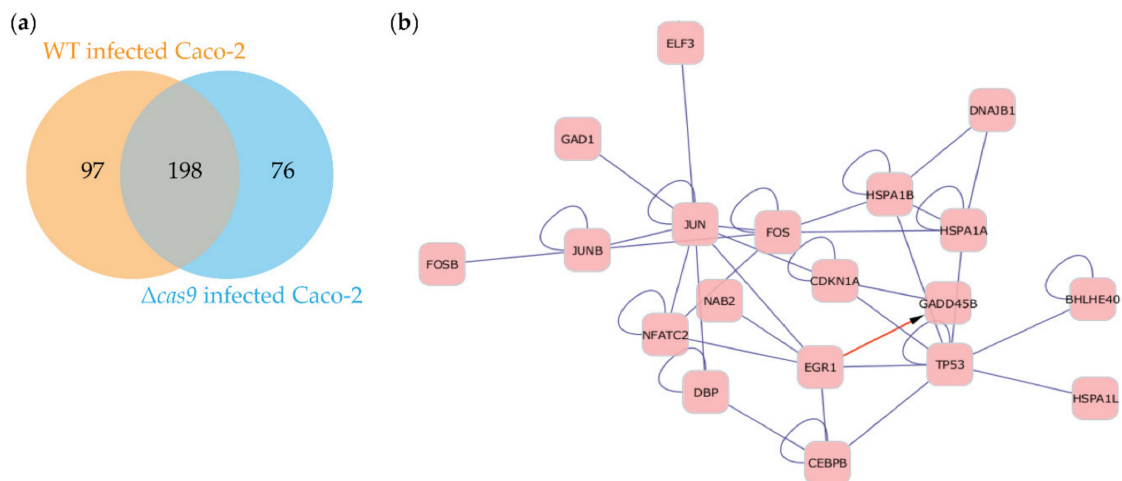 (a)
WT infected Caco-2
97
198
76
Δcas9 infected Caco-2
(b)
ELF3
DNAJB1
GAD1
HSPA1B
JUN
FOS
HSPA1A
JUNB
FOSB
CDKN1A
NAB2
GADD45B
BHLHE40
NFATC2
EGR1
TP53
DBP
HSPA1L
CEBPB